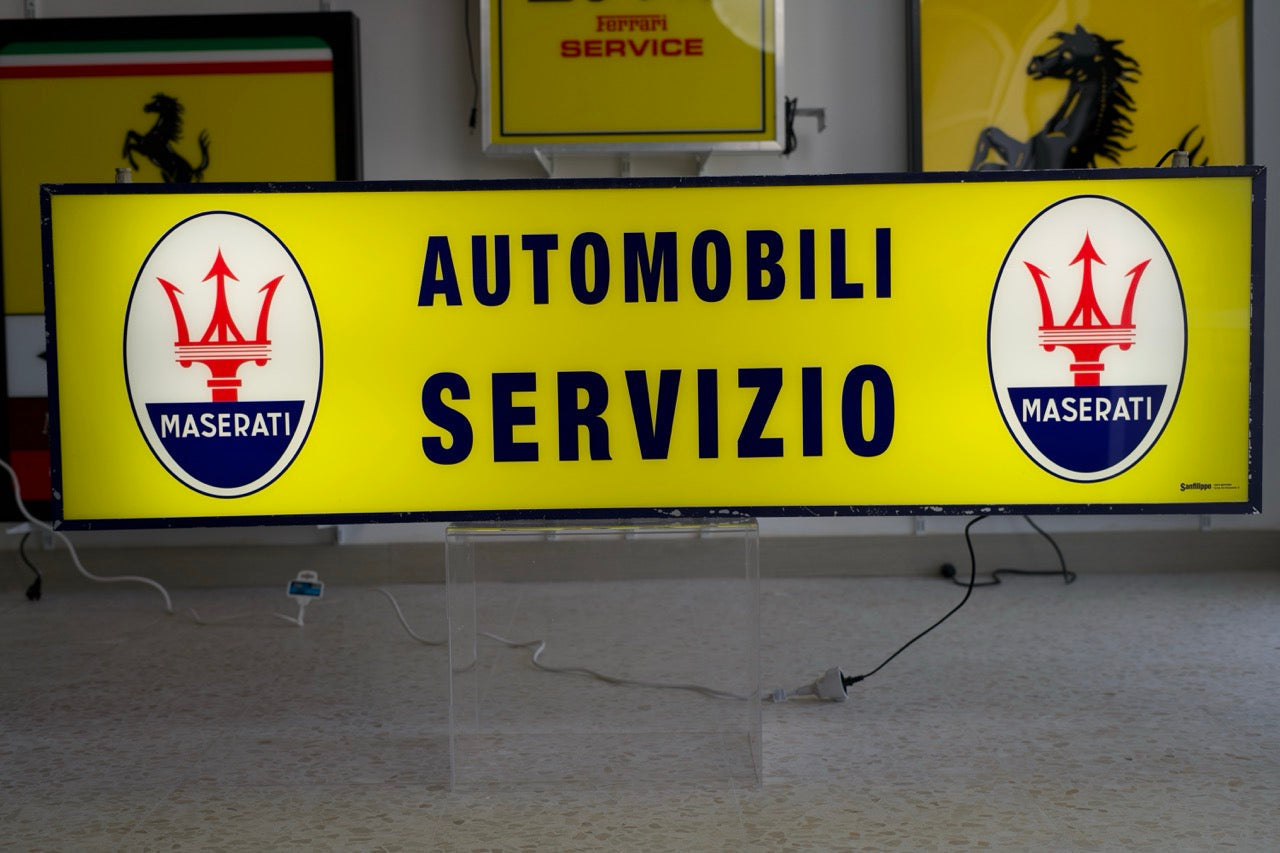 Ferrari
SERVICE
AUTOMOBILI
SERVIZIO
MASERATI
MASERATI
Sanfilippo